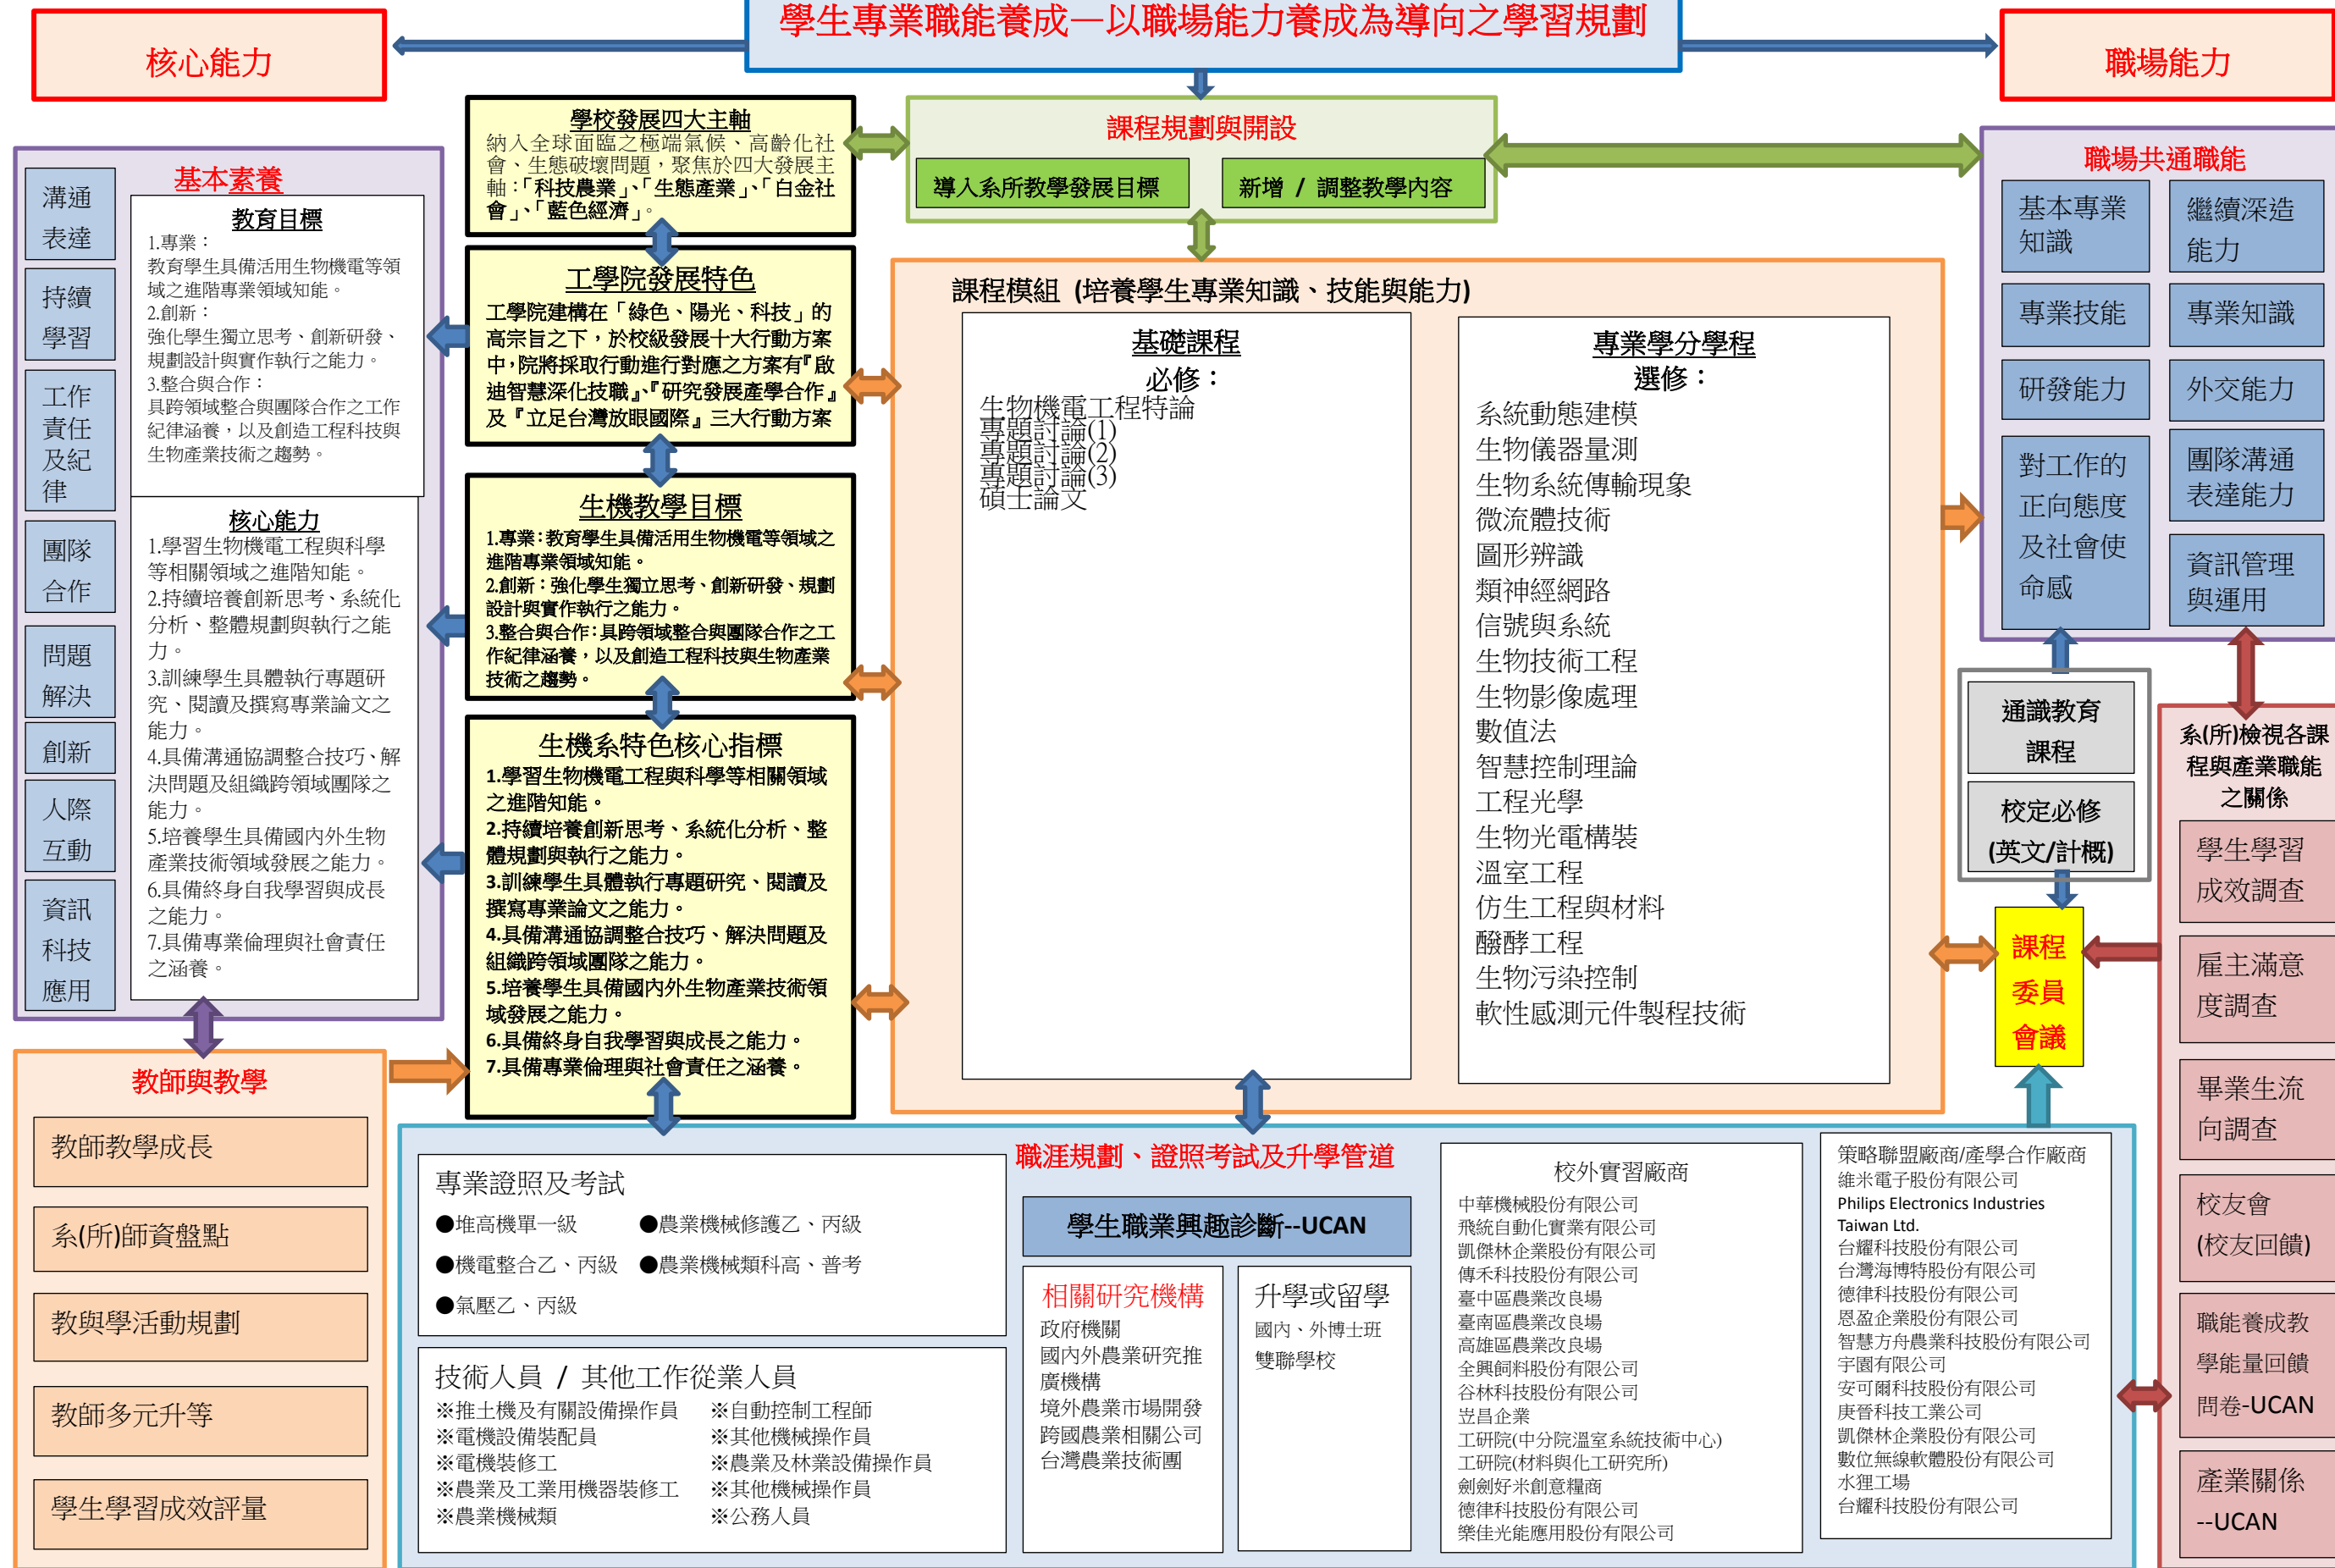 學生專業職能養成—以職場能力養成為導向之學習規劃
核心能力
職場能力
學校發展四大主軸
納入全球面臨之極端氣候、高齡化社
會、生態破壞問題，聚焦於四大發展主
軸：「科技農業」、「生態產業」、「白金社
會」、「藍色經濟」。
課程規劃與開設
導入系所教學發展目標
新增 / 調整教學內容
基本素養
溝通
表達
持續
學習
工作
責任
及紀
律
團隊
合作
問題
解決
創新
人際
互動
資訊
科技
應用
教育目標
1.專業：
教育學生具備活用生物機電等領
域之進階專業領域知能。
2.創新：
強化學生獨立思考、創新研發、
規劃設計與實作執行之能力。
3.整合與合作：
具跨領域整合與團隊合作之工作
紀律涵養，以及創造工程科技與
生物產業技術之趨勢。
核心能力
1.學習生物機電工程與科學
等相關領域之進階知能。
2.持續培養創新思考、系統化
分析、整體規劃與執行之能
力。
3.訓練學生具體執行專題研
究、閱讀及撰寫專業論文之
能力。
4.具備溝通協調整合技巧、解
決問題及組織跨領域團隊之
能力。
5.培養學生具備國內外生物
產業技術領域發展之能力。
6.具備終身自我學習與成長
之能力。
7.具備專業倫理與社會責任
之涵養。
工學院發展特色
工學院建構在「綠色、陽光、科技」的
高宗旨之下，於校級發展十大行動方案
中，院將採取行動進行對應之方案有『啟
迪智慧深化技職』、『研究發展產學合作』
及『立足台灣放眼國際』三大行動方案
生機教學目標
1.專業：教育學生具備活用生物機電等領域之
進階專業領域知能。
2.創新：強化學生獨立思考、創新研發、規劃
設計與實作執行之能力。
3.整合與合作：具跨領域整合與團隊合作之工
作紀律涵養，以及創造工程科技與生物產業
技術之趨勢。
生機系特色核心指標
1.學習生物機電工程與科學等相關領域
之進階知能。
2.持續培養創新思考、系統化分析、整
體規劃與執行之能力。
3.訓練學生具體執行專題研究、閱讀及
撰寫專業論文之能力。
4.具備溝通協調整合技巧、解決問題及
組織跨領域團隊之能力。
5.培養學生具備國內外生物產業技術領
域發展之能力。
6.具備終身自我學習與成長之能力。
7.具備專業倫理與社會責任之涵養。
課程模組 (培養學生專業知識、技能與能力)
基礎課程
必修：
生物機電工程特論
專題討論(1)
專題討論(2)
專題討論(3)
碩士論文
專業學分學程
選修：
系統動態建模
生物儀器量測
生物系統傳輸現象
微流體技術
圖形辨識
類神經網路
信號與系統
生物技術工程
生物影像處理
數值法
智慧控制理論
工程光學
生物光電構裝
溫室工程
仿生工程與材料
醱酵工程
生物污染控制
軟性感測元件製程技術
職場共通職能
基本專業
知識
繼續深造
能力
專業技能
專業知識
研發能力
外交能力
對工作的
正向態度
及社會使
命感
團隊溝通
表達能力
資訊管理
與運用
通識教育
課程
校定必修
(英文/計概)
課程
委員
會議
系(所)檢視各課
程與產業職能
之關係
學生學習
成效調查
雇主滿意
度調查
畢業生流
向調查
校友會
(校友回饋)
職能養成教
學能量回饋
問卷-UCAN
產業關係
--UCAN
教師與教學
教師教學成長
系(所)師資盤點
教與學活動規劃
教師多元升等
學生學習成效評量
職涯規劃、證照考試及升學管道
專業證照及考試
●堆高機單一級 ●農業機械修護乙、丙級
●機電整合乙、丙級 ●農業機械類科高、普考
●氣壓乙、丙級
技術人員 / 其他工作從業人員
※推土機及有關設備操作員 ※自動控制工程師
※電機設備裝配員 ※其他機械操作員
※電機裝修工 ※農業及林業設備操作員
※農業及工業用機器裝修工 ※其他機械操作員
※農業機械類 ※公務人員
學生職業興趣診斷--UCAN
相關研究機構
政府機關
國內外農業研究推
廣機構
境外農業市場開發
跨國農業相關公司
台灣農業技術團
升學或留學
國內、外博士班
雙聯學校
校外實習廠商
中華機械股份有限公司
飛統自動化實業有限公司
凱傑林企業股份有限公司
傳禾科技股份有限公司
臺中區農業改良場
臺南區農業改良場
高雄區農業改良場
全興飼料股份有限公司
谷林科技股份有限公司
岦昌企業
工研院(中分院溫室系統技術中心)
工研院(材料與化工研究所)
劍劍好米創意糧商
德律科技股份有限公司
樂佳光能應用股份有限公司
策略聯盟廠商/產學合作廠商
維米電子股份有限公司
Philips Electronics Industries
Taiwan Ltd.
台耀科技股份有限公司
台灣海博特股份有限公司
德律科技股份有限公司
恩盈企業股份有限公司
智慧方舟農業科技股份有限公司
宇園有限公司
安可爾科技股份有限公司
庚晉科技工業公司
凱傑林企業股份有限公司
數位無線軟體股份有限公司
水狸工場
台耀科技股份有限公司